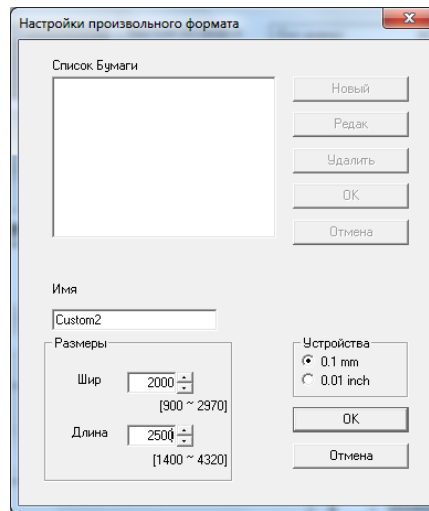 Настройки произвольного формата
Список Бумаги
Новый
Редак
Удалить
OK
Отмена
Имя
Custom2
Размеры
Шир 2000
[900 ~ 2970]
Длина 2500
[1400 ~ 4320]
Устройства
0.1 mm
0.01 inch
OK
Отмена